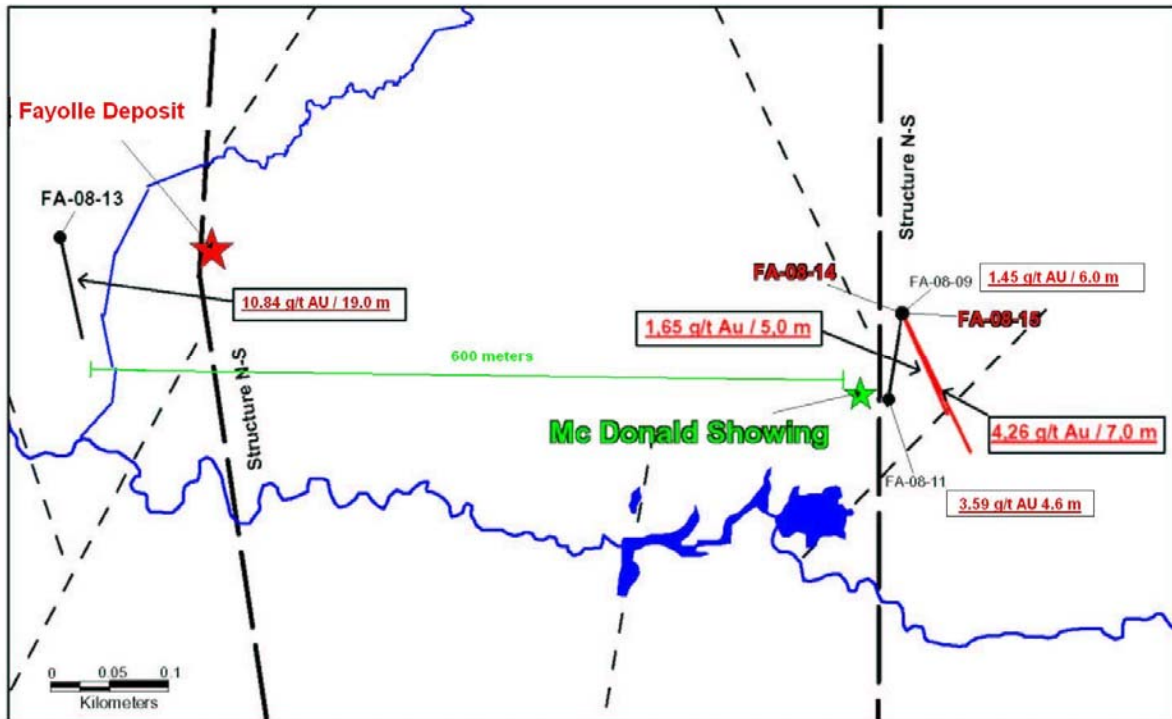 Fayolle Deposit
Structure N-S
FA-08-13
FA-08-14
FA-08-09
1.45 g/t AU / 6.0 m
10.84 g/t AU / 19.0 m
1,65 g/t Au / 5,0 m
FA-08-15
600 meters
Structure N-S
Mc Donald Showing
4,26 g/t Au / 7,0 m
FA-08-11
3.59 g/t AU 4.6 m
0 0.05 0.1
Kilometers